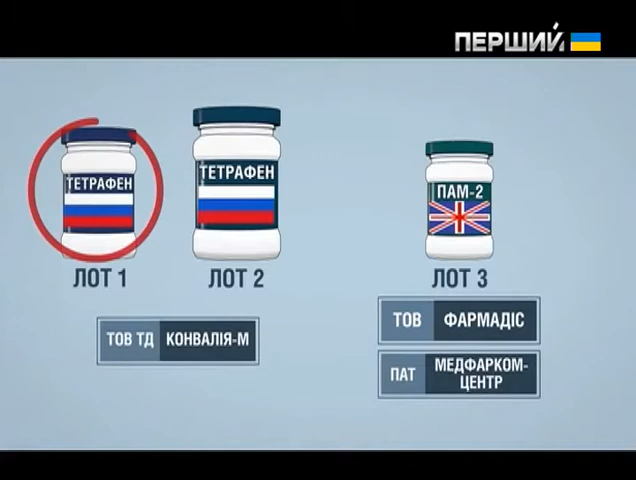 ПЕРШИЙ
ТЕТРАФЕН
ТЕТРАФЕН
ПАМ-2
ЛОТ 1
ЛОТ 2
ЛОТ 3
ТОВ ТД КОНВАЛІЯ-М
ТОВ ФАРМАДІС
ПАТ МЕДФАРКОМ-
ЦЕНТР